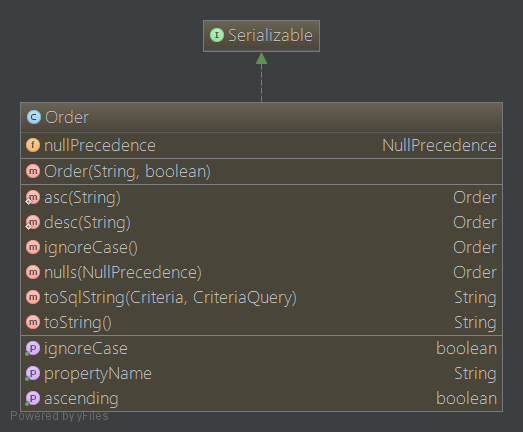 Serializable
Order
nullPrecedence NullPrecedence
Order(String, boolean)
asc(String) Order
desc(String) Order
ignoreCase() Order
nulls(NullPrecedence) Order
toSqlString(Criteria, CriteriaQuery) String
toString() String
ignoreCase boolean
propertyName String
ascending boolean
Powered by yFiles